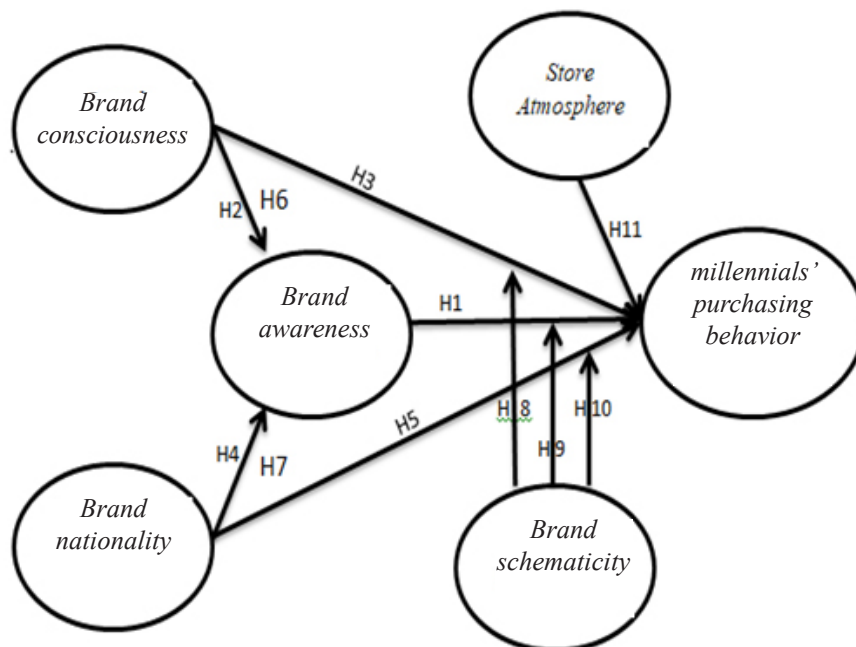 Brand
consciousness
Store
Atmosphere
H3
H2
H6
H11
millennials'
purchasing
behavior
Brand
awareness
H1
H 8
H 10
H5
H 9
H4
H7
Brand
nationality
Brand
schematicity